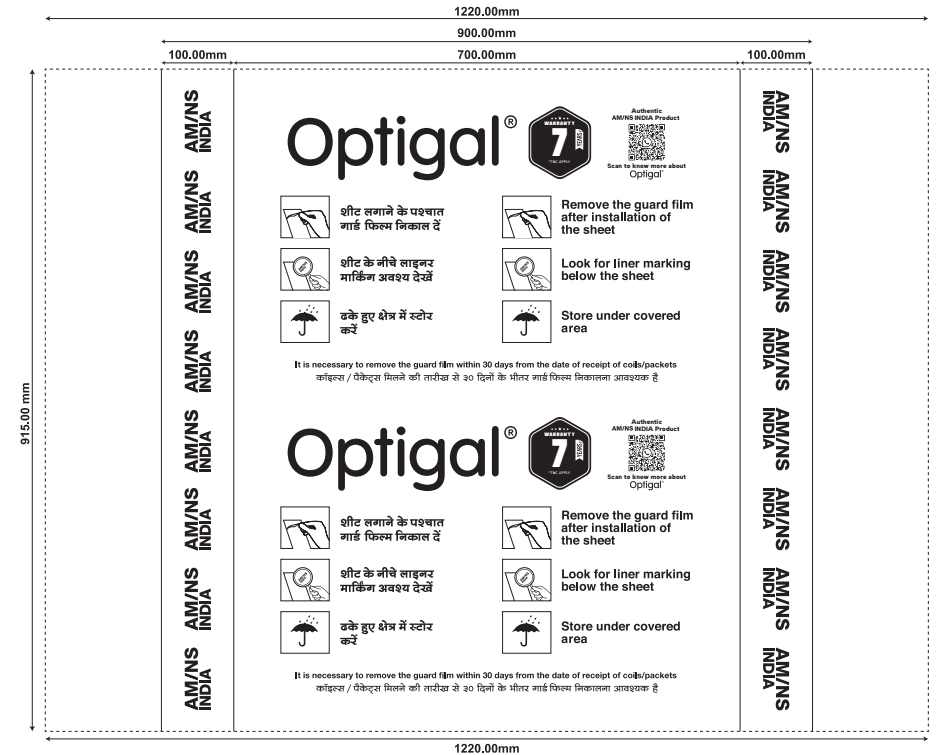 1220.00mm
900.00mm
100.00mm
700.00mm
100.00mm
915.00 mm
AM/NS
INDIA
AM/NS
INDIA
AM/NS
INDIA
AM/NS
INDIA
AM/NS
INDIA
AM/NS
INDIA
AM/NS
INDIA
AM/NS
INDIA
Optigal®
WARRANTY
7
YEARS
*T&C APPLY
Authentic
AM/NS INDIA Product
Scan to know more about
Optigal®
शीट लगाने के पश्चात
गार्ड फिल्म निकाल दें
Remove the guard film
after installation of
the sheet
शीट के नीचे लाइनर
मार्किंग अवश्य देखें
Look for liner marking
below the sheet
ढके हुए क्षेत्र में स्टोर
करें
Store under covered
area
It is necessary to remove the guard film within 30 days from the date of receipt of coils/packets
कॉइल्स / पैकेट्स मिलने की तारीख से ३० दिनों के भीतर गार्ड फिल्म निकालना आवश्यक है
Optigal®
WARRANTY
7
YEARS
*T&C APPLY
Authentic
AM/NS INDIA Product
Scan to know more about
Optigal®
शीट लगाने के पश्चात
गार्ड फिल्म निकाल दें
Remove the guard film
after installation of
the sheet
शीट के नीचे लाइनर
मार्किंग अवश्य देखें
Look for liner marking
below the sheet
ढके हुए क्षेत्र में स्टोर
करें
Store under covered
area
It is necessary to remove the guard film within 30 days from the date of receipt of coils/packets
कॉइल्स / पैकेट्स मिलने की तारीख से ३० दिनों के भीतर गार्ड फिल्म निकालना आवश्यक है
AM/NS
INDIA
AM/NS
INDIA
AM/NS
INDIA
AM/NS
INDIA
AM/NS
INDIA
AM/NS
INDIA
AM/NS
INDIA
AM/NS
INDIA
1220.00mm